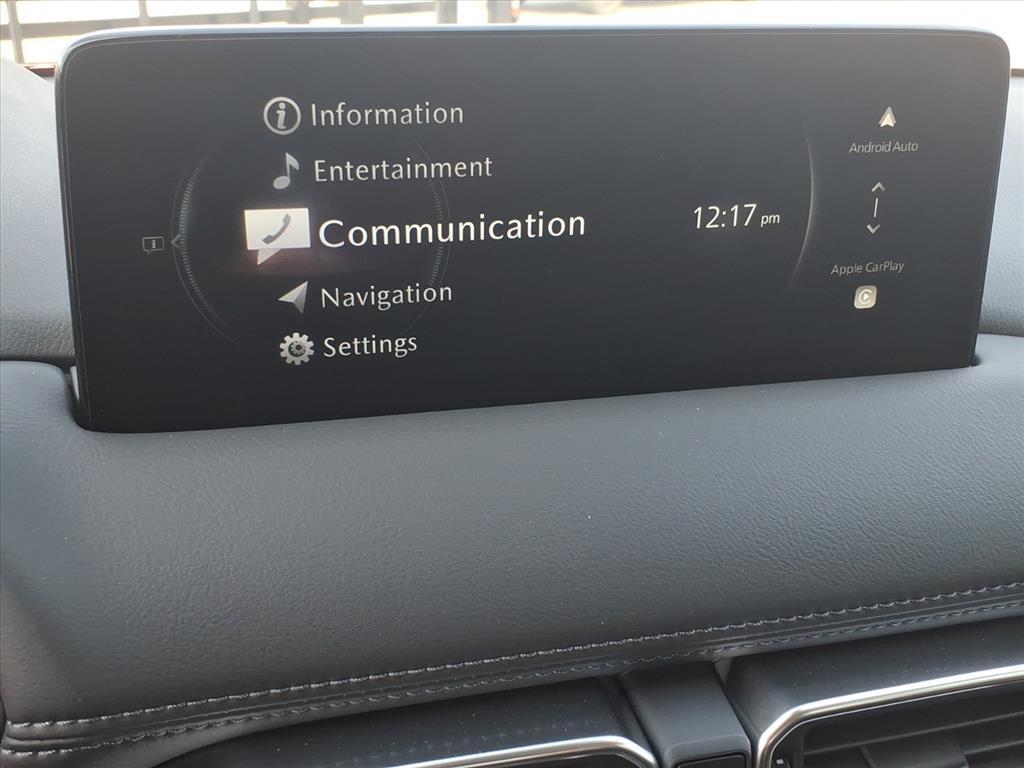 Information
Entertainment
Communication
Navigation
Settings
12:17 pm
Android Auto
Apple CarPlay